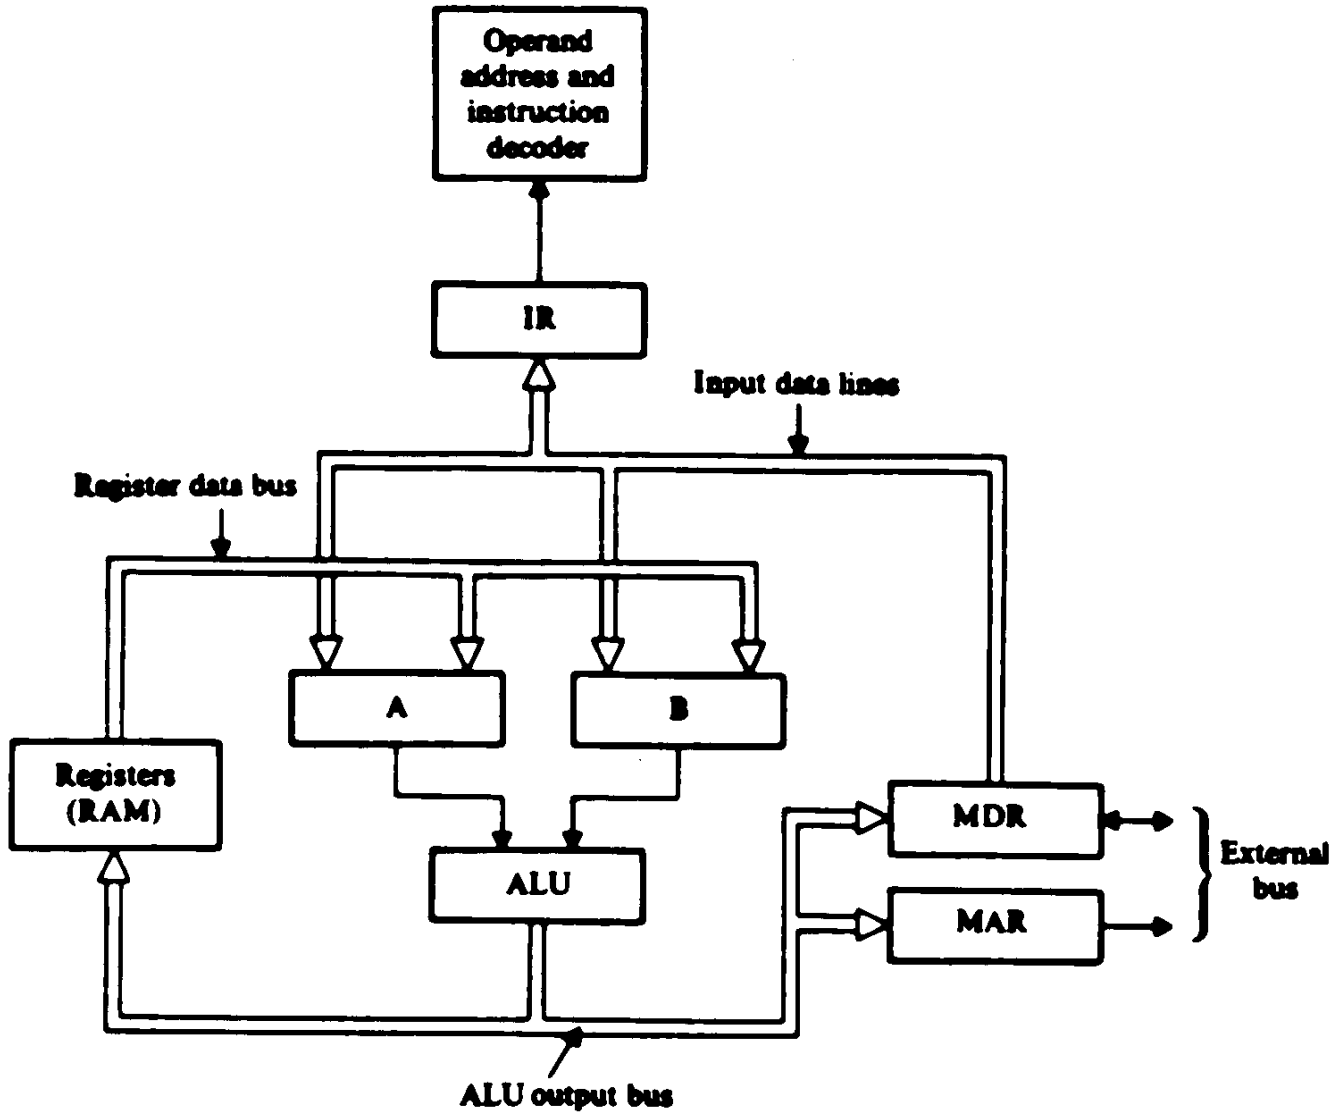 Operand
address and
instruction
decoder
IR
Input data lines
Register data bus
A
B
Registers
(RAM)
MDR
ALU
External
bus
MAR
ALU output bus